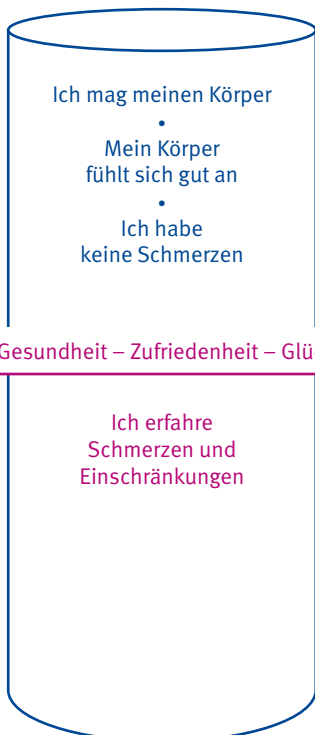 Ich mag meinen Körper
•
Mein Körper
fühlt sich gut an
•
Ich habe
keine Schmerzen
Gesundheit – Zufriedenheit – Glü
Ich erfahre
Schmerzen und
Einschränkungen